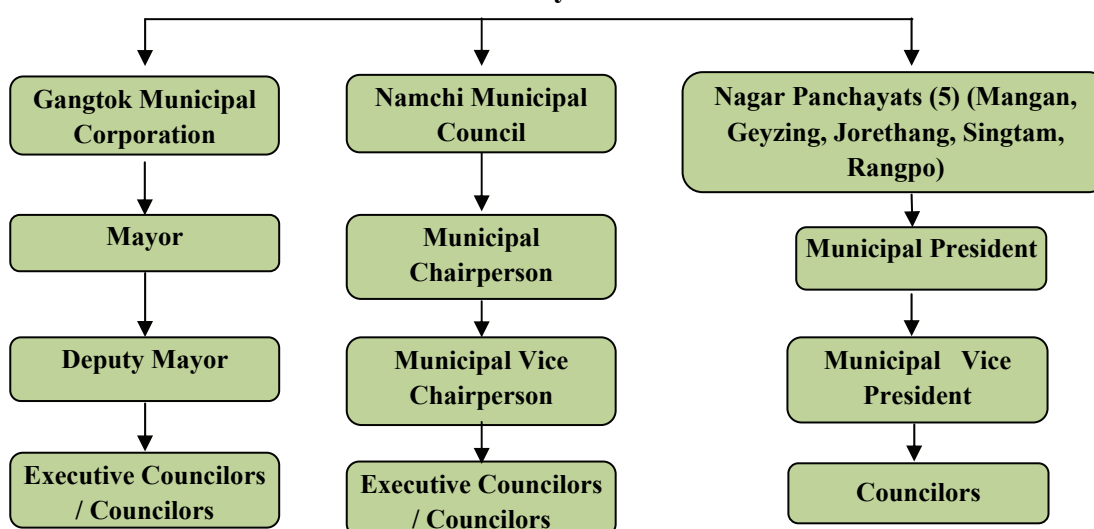 Gangtok Municipal
Corporation
Mayor
Deputy Mayor
Executive Councilors
/ Councilors
Namchi Municipal
Council
Municipal
Chairperson
Municipal Vice
Chairperson
Executive Councilors
/ Councilors
Nagar Panchayats (5) (Mangan,
Geyzing, Jorethang, Singtam,
Rangpo)
Municipal President
Municipal Vice
President
Councilors